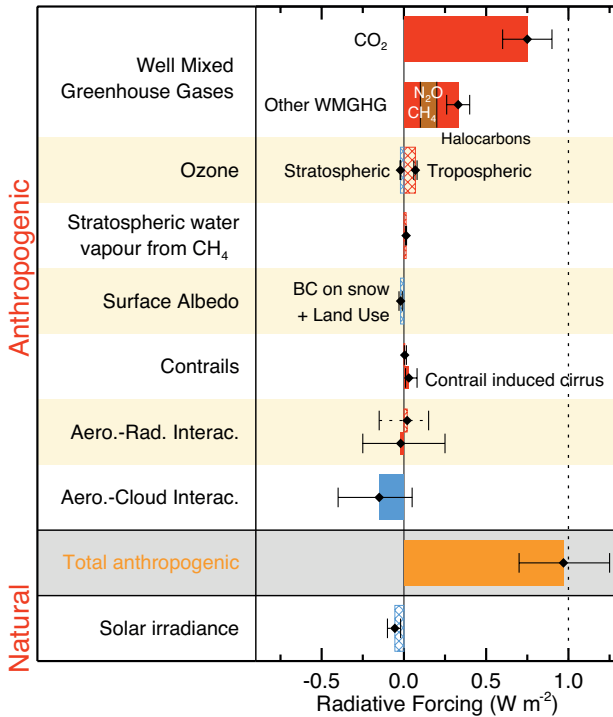 Anthropogenic
Natural
Well Mixed
Greenhouse Gases
CO₂
Other WMGHG
N₂O
CH₄
Halocarbons
Ozone
Stratospheric
Tropospheric
Stratospheric water
vapour from CH₄
Surface Albedo
BC on snow
+ Land Use
Contrails
Contrail induced cirrus
Aero.-Rad. Interac.
Aero.-Cloud Interac.
Total anthropogenic
Solar irradiance
-0.5 0.0 0.5 1.0
Radiative Forcing (W m⁻²)